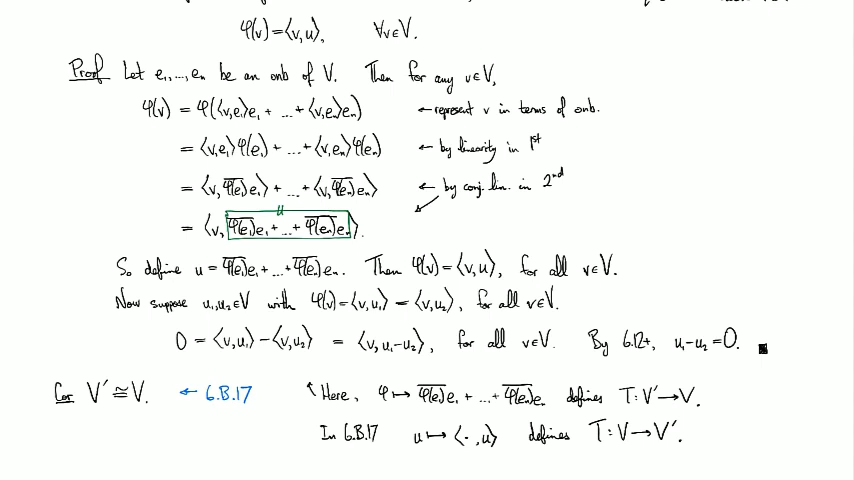 φ(v)=⟨v,u⟩, ∀v∈V.
Proof Let e₁,...,eₙ be an onb of V. Then for any v∈V,
φ(v) = φ(⟨v,e₁⟩e₁ + ... + ⟨v,eₙ⟩eₙ) ← represent v in terms of onb.
= ⟨v,e₁⟩φ(e₁) + ... + ⟨v,eₙ⟩φ(eₙ) ← by linearity in 1st
= ⟨v, \overline{φ(e₁)}e₁⟩ + ... + ⟨v, \overline{φ(eₙ)}eₙ⟩ ← by conj. lin. in 2nd
u
= ⟨v, \overline{φ(e₁)}e₁ + ... + \overline{φ(eₙ)}eₙ⟩.
So define u = \overline{φ(e₁)}e₁ + ... + \overline{φ(eₙ)}eₙ. Then φ(v)=⟨v,u⟩, for all v∈V.
Now suppose u₁,u₂∈V with φ(v)=⟨v,u₁⟩ = ⟨v,u₂⟩, for all v∈V.
0 = ⟨v,u₁⟩-⟨v,u₂⟩ = ⟨v,u₁-u₂⟩, for all v∈V. By 6.12+, u₁-u₂=0. ■
Cor V′≅V. ← 6.B.17 ↑ Here, φ ↦ \overline{φ(e₁)}e₁ + ... + \overline{φ(eₙ)}eₙ defines T: V′→V.
In 6.B.17 u ↦ ⟨·,u⟩ defines T: V→V′.